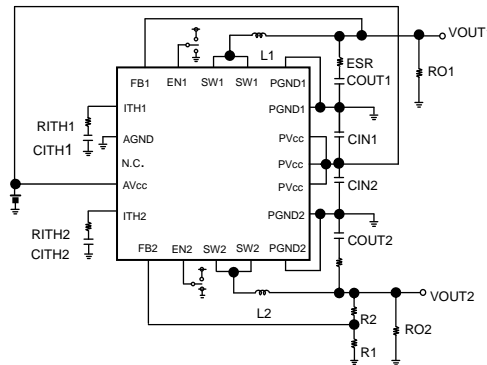 VOUT
L1
ESR
COUT1
RO1
FB1 EN1 SW1 SW1 PGND1
ITH1 PGND1
RITH1
CITH1
AGND PVcc CIN1
N.C. PVcc
AVcc PVcc CIN2
ITH2 PGND2
RITH2
CITH2
COUT2
FB2 EN2 SW2 SW2 PGND2
VOUT2
L2 R2
RO2
R1